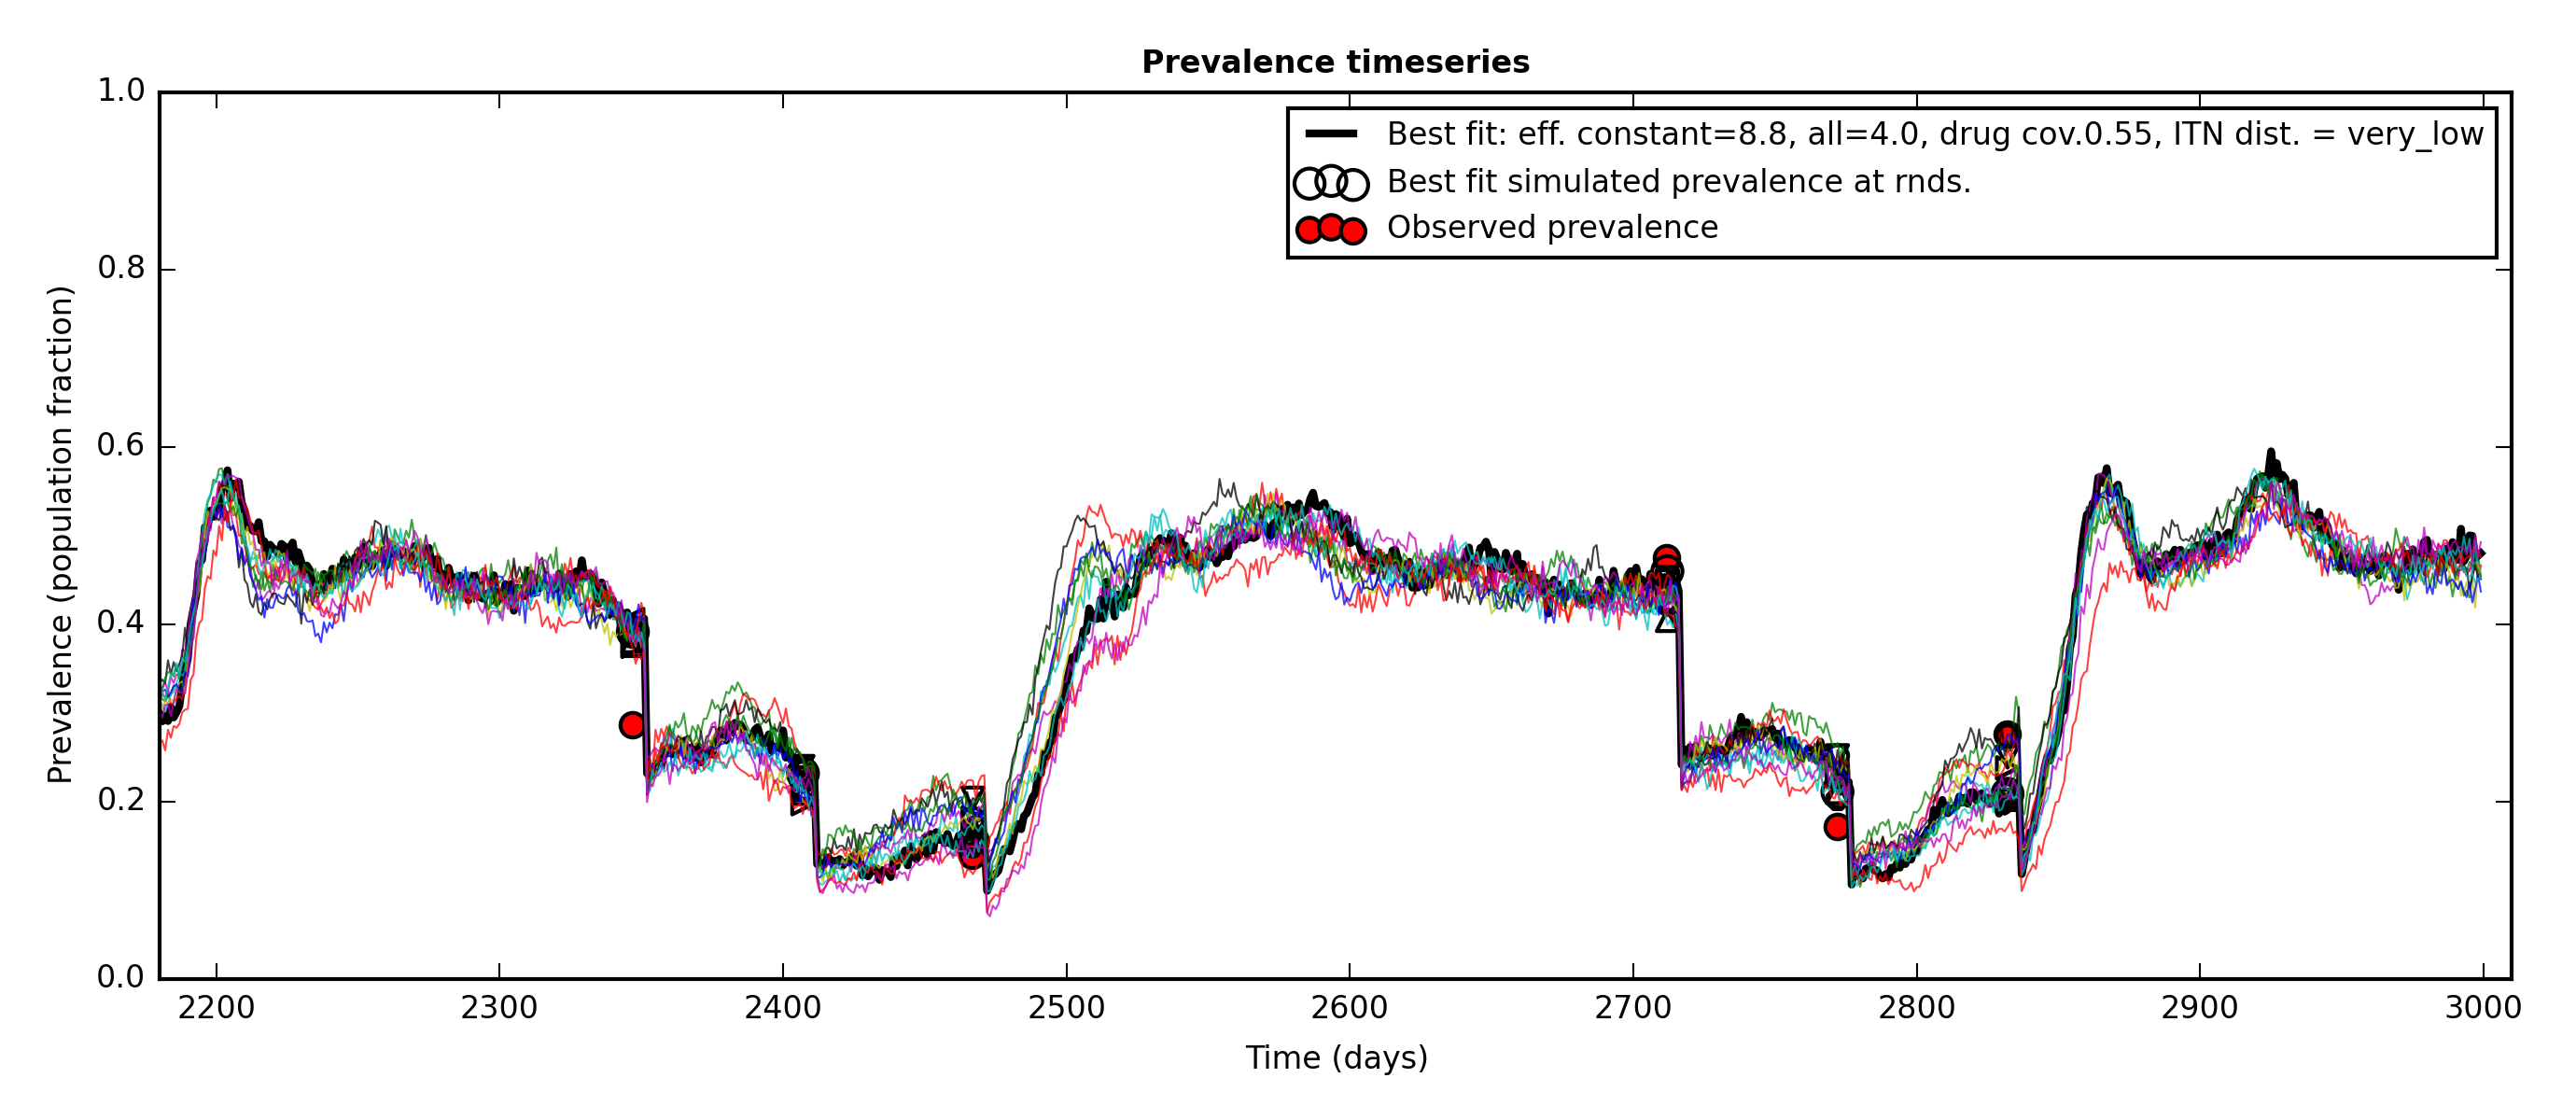 Prevalence timeseries
1.0
0.8
0.6
0.4
0.2
0.0
Prevalence (population fraction)
Best fit: eff. constant=8.8, all=4.0, drug cov.0.55, ITN dist. = very_low
Best fit simulated prevalence at rnds.
Observed prevalence
2200 2300 2400 2500 2600 2700 2800 2900 3000
Time (days)